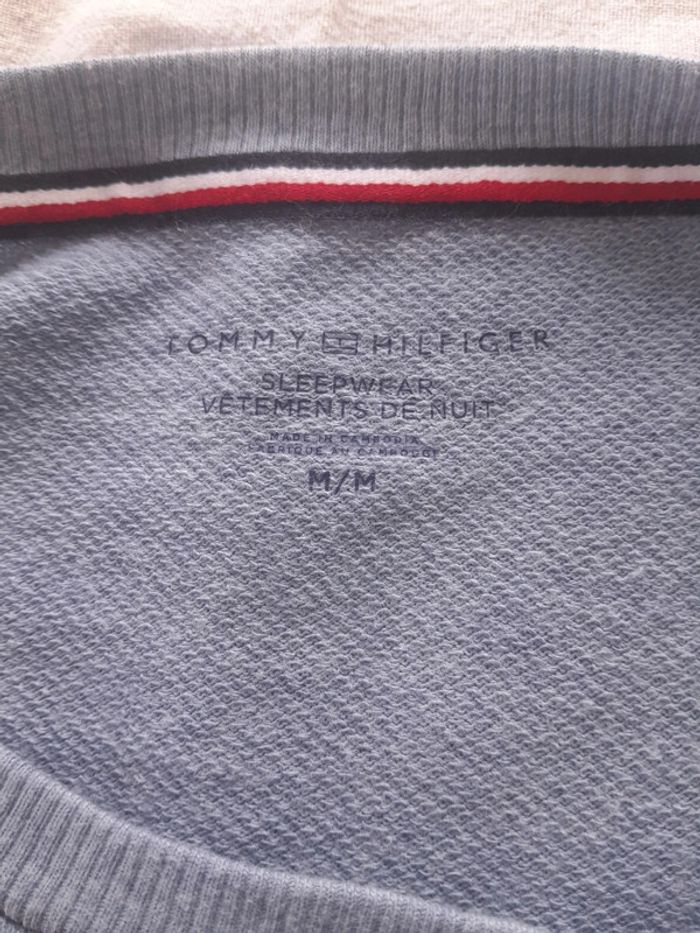 TOMMY HILFIGER
SLEEPWEAR
VÊTEMENTS DE NUIT
MADE IN CAMBODIA
FABRIQUÉ AU CAMBODGE
M/M